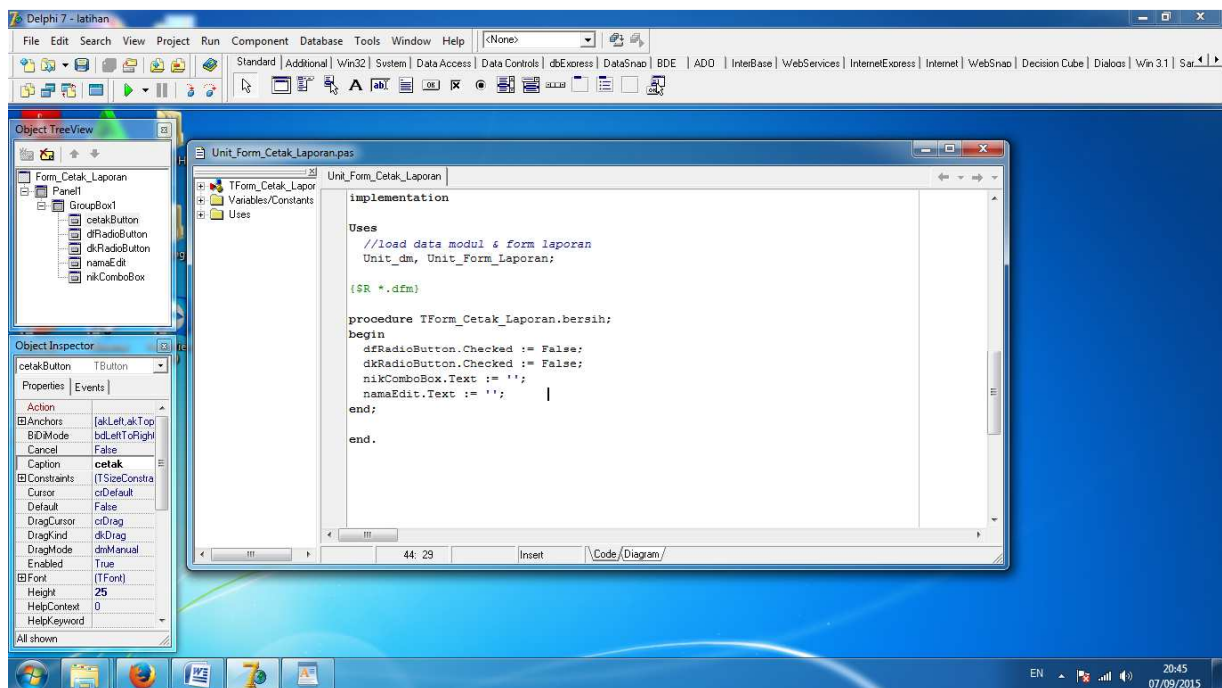 Delphi 7 - latihan
File Edit Search View Project Run Component Database Tools Window Help <None>
Standard Additional Win32 System Data Access Data Controls dbExpress DataSnap BDE ADO InterBase WebServices InternetExpress Internet WebSnap Decision Cube Dialogs Win 3.1
Object TreeView
Form_Cetak_Laporan
Panel1
GroupBox1
cetakButton
dfRadioButton
dkRadioButton
namaEdit
nikComboBox
Object Inspector
cetakButton TButton
Properties Events
Action
Anchors [akLeft,akTop
BiDiMode bdLeftToRight
Cancel False
Caption cetak
Constraints (TSizeConstra
Cursor crDefault
Default False
DragCursor crDrag
DragKind dkDrag
DragMode dmManual
Enabled True
Font (TFont)
Height 25
HelpContext 0
HelpKeyword
All shown
Unit_Form_Cetak_Laporan.pas
TForm_Cetak_Lapor
Variables/Constants
Uses
Unit_Form_Cetak_Laporan
implementation
Uses
//load data modul & form laporan
Unit_dm, Unit_Form_Laporan;
{$R *.dfm}
procedure TForm_Cetak_Laporan.bersih;
begin
dfRadioButton.Checked := False;
dkRadioButton.Checked := False;
nikComboBox.Text := '';
namaEdit.Text := '';
end;
end.
44: 29 Insert Code Diagram
EN 20:45
07/09/2015